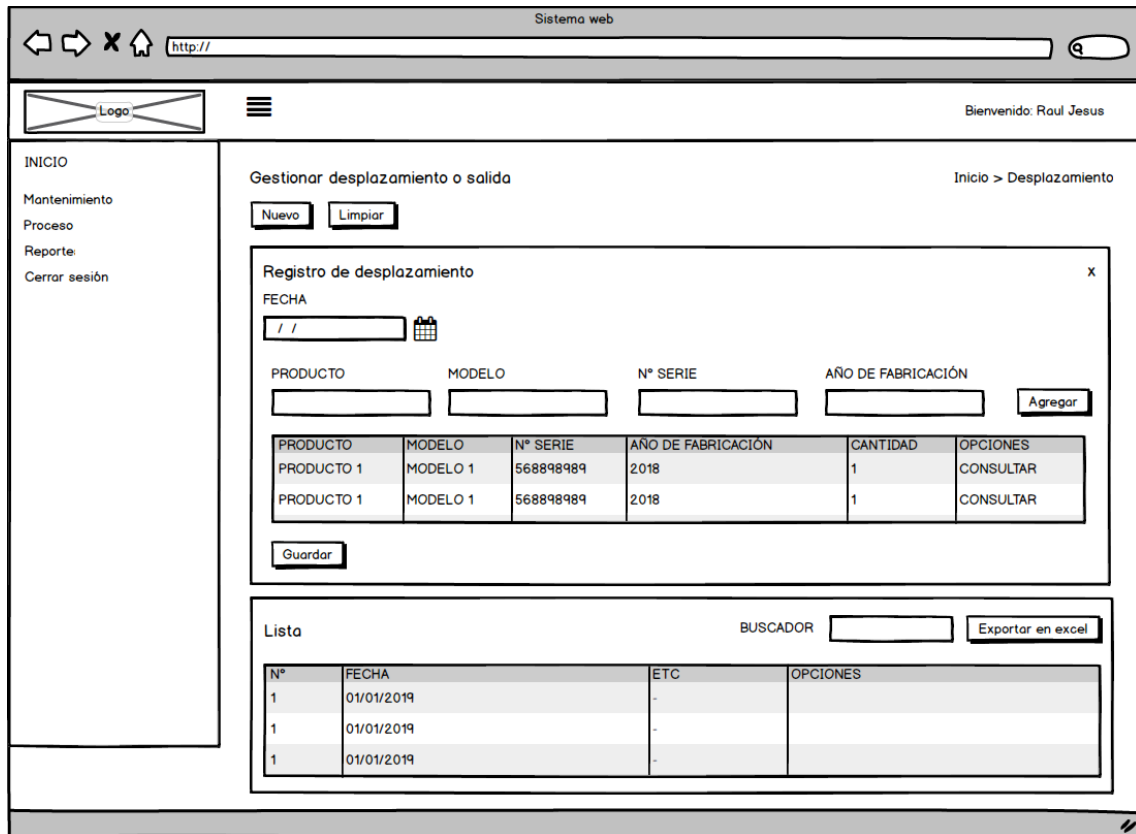 Sistema web
http://
Logo
Bienvenido: Raul Jesus
INICIO
Mantenimiento
Proceso
Reporte
Cerrar sesión
Gestionar desplazamiento o salida
Inicio > Desplazamiento
Nuevo Limpiar
Registro de desplazamiento x
FECHA
/ /
PRODUCTO MODELO N° SERIE AÑO DE FABRICACIÓN
Agregar
PRODUCTO MODELO N° SERIE AÑO DE FABRICACIÓN CANTIDAD OPCIONES
PRODUCTO 1 MODELO 1 568898989 2018 1 CONSULTAR
PRODUCTO 1 MODELO 1 568898989 2018 1 CONSULTAR
Guardar
Lista BUSCADOR Exportar en excel
N° FECHA ETC OPCIONES
1 01/01/2019 -
1 01/01/2019 -
1 01/01/2019 -